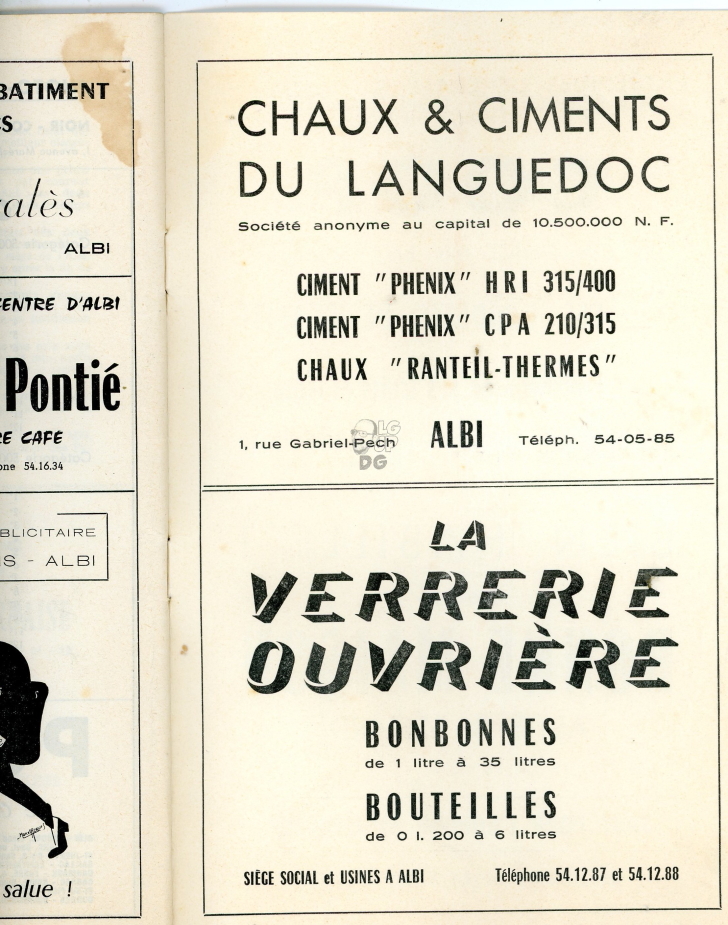 BATIMENT
ALBI
CENTRE D'ALBI
Pontié
CAFE
54.16.34
- ALBI
salue !
CHAUX & CIMENTS
DU LANGUEDOC
Société anonyme au capital de 10.500.000 N. F.
CIMENT "PHENIX" HRI 315/400
CIMENT "PHENIX" CPA 210/315
CHAUX "RANTEIL-THERMES"
1, rue Gabriel-Pech ALBI Téléph. 54-05-85
LA
VERRERIE
OUVRIÈRE
BONBONNES
de 1 litre à 35 litres
BOUTEILLES
de 0 l. 200 à 6 litres
SIÈGE SOCIAL et USINES A ALBI Téléphone 54.12.87 et 54.12.88